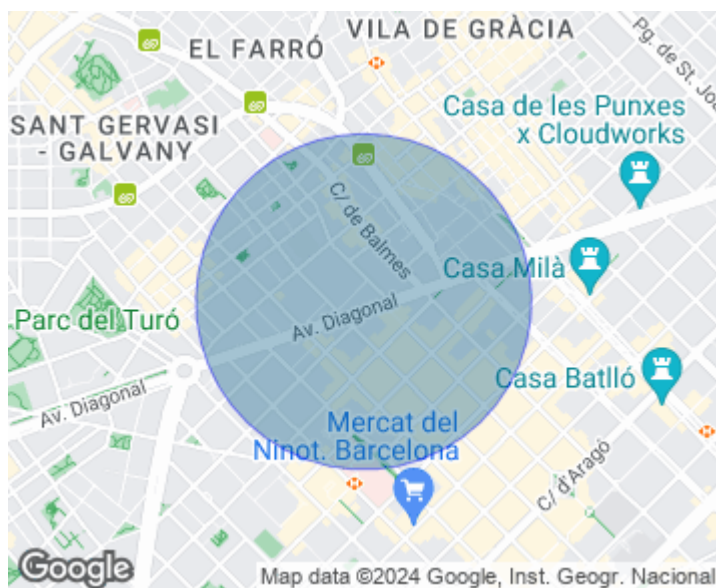 VILA DE GRÀCIA
EL FARRÓ
Pg. de St. Joa
Casa de les Punxes
x Cloudworks
SANT GERVASI
- GALVANY
C/ de Balmes
Casa Milà
Parc del Turó
Av. Diagonal
Casa Batlló
Av. Diagonal
Mercat del
Ninot. Barcelona
C/ d'Aragó
Google
Map data ©2024 Google, Inst. Geogr. Nacional